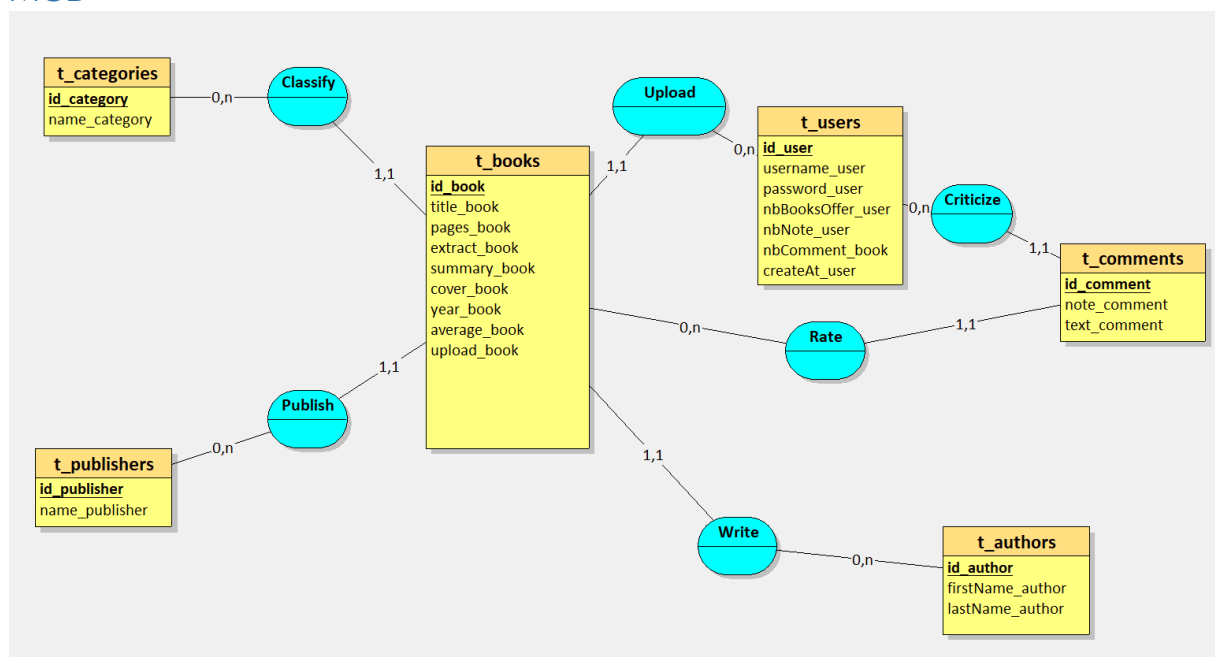 t_categories
id_category
name_category
0,n
Classify
1,1
Upload
1,1
0,n
t_users
id_user
username_user
password_user
nbBooksOffer_user
nbNote_user
nbComment_book
createAt_user
0,n
Criticize
1,1
t_comments
id_comment
note_comment
text_comment
t_books
id_book
title_book
pages_book
extract_book
summary_book
cover_book
year_book
average_book
upload_book
0,n
Rate
1,1
1,1
Publish
0,n
t_publishers
id_publisher
name_publisher
1,1
Write
0,n
t_authors
id_author
firstName_author
lastName_author